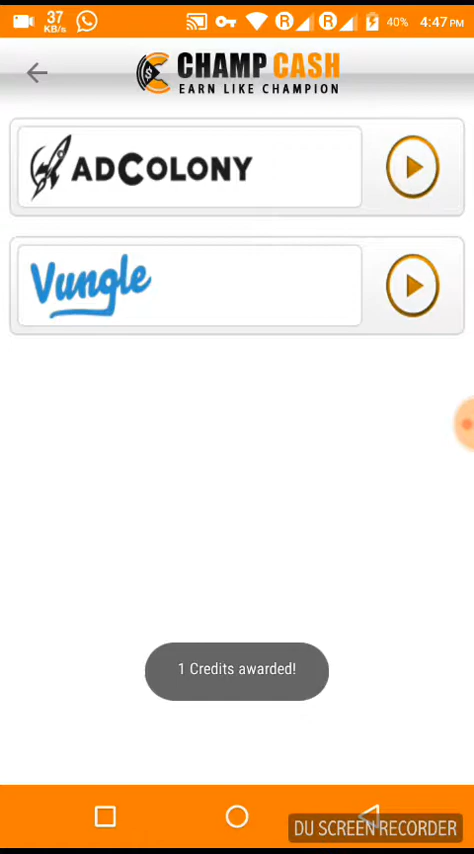 37
KB/s
R
R
40%
4:47 PM
CHAMP CASH
EARN LIKE CHAMPION
ADCOLONY
Vungle
1 Credits awarded!
DU SCREEN RECORDER